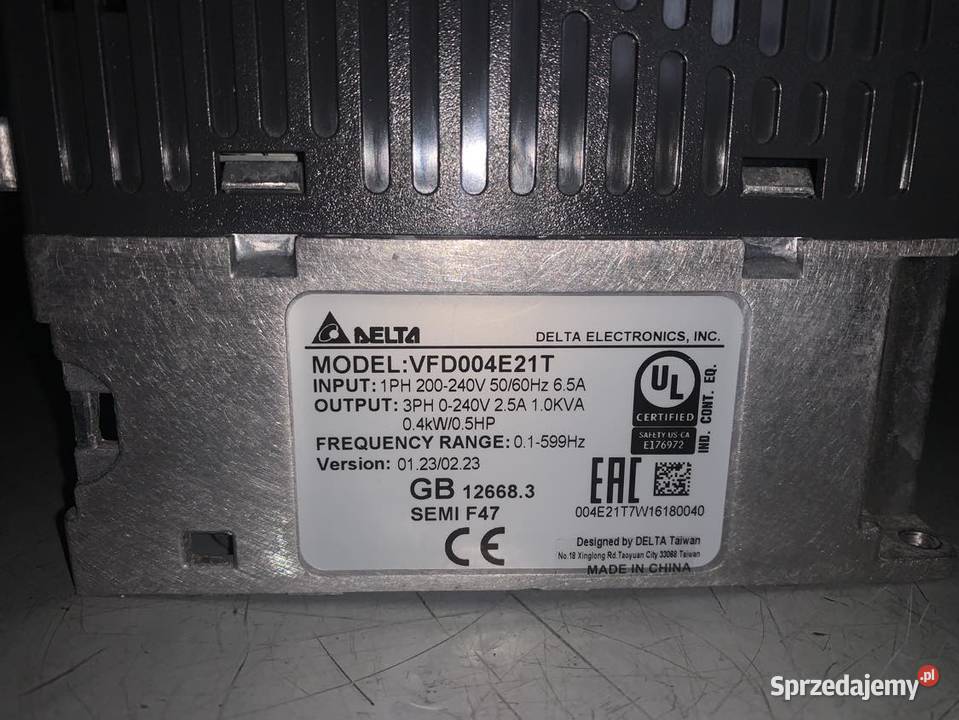 DELTA
DELTA ELECTRONICS, INC.
MODEL:VFD004E21T
INPUT: 1PH 200-240V 50/60Hz 6.5A
OUTPUT: 3PH 0-240V 2.5A 1.0KVA
0.4kW/0.5HP
FREQUENCY RANGE: 0.1-599Hz
Version: 01.23/02.23
GB 12668.3
SEMI F47
CE
UL
CERTIFIED
SAFETY US-CA
E176972
IND. CONT. EQ.
EAC
004E21T7W16180040
Designed by DELTA Taiwan
No.18 Xinglong Rd. Taoyuan City 33068 Taiwan
MADE IN CHINA
Sprzedajemy.pl